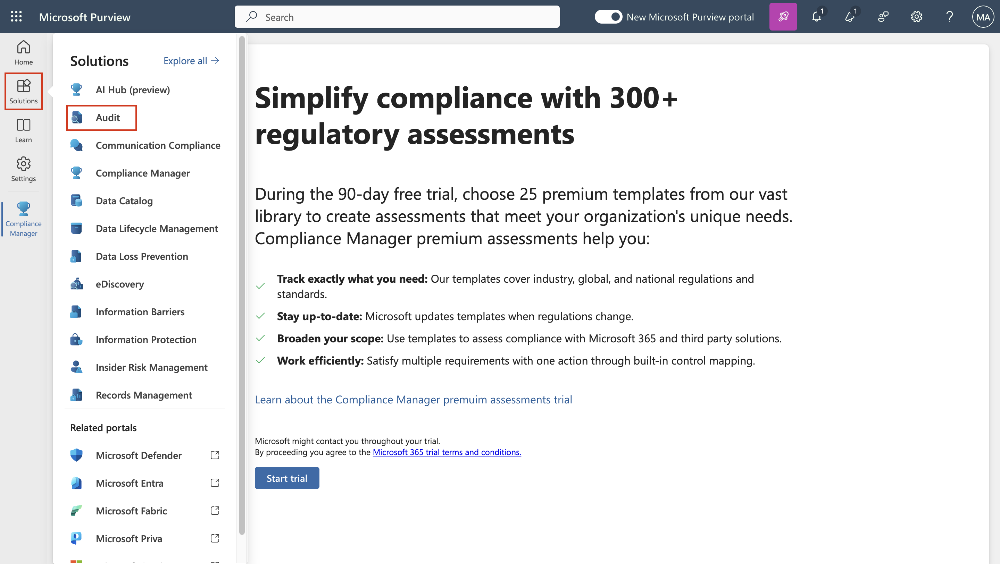 Microsoft Purview
Search
New Microsoft Purview portal
1
1
MA
Home
Solutions
Learn
Settings
Compliance
Manager
Solutions
Explore all
AI Hub (preview)
Audit
Communication Compliance
Compliance Manager
Data Catalog
Data Lifecycle Management
Data Loss Prevention
eDiscovery
Information Barriers
Information Protection
Insider Risk Management
Records Management
Related portals
Microsoft Defender
Microsoft Entra
Microsoft Fabric
Microsoft Priva
Simplify compliance with 300+
regulatory assessments
During the 90-day free trial, choose 25 premium templates from our vast
library to create assessments that meet your organization's unique needs.
Compliance Manager premium assessments help you:
Track exactly what you need: Our templates cover industry, global, and national regulations and
standards.
Stay up-to-date: Microsoft updates templates when regulations change.
Broaden your scope: Use templates to assess compliance with Microsoft 365 and third party solutions.
Work efficiently: Satisfy multiple requirements with one action through built-in control mapping.
Learn about the Compliance Manager premuim assessments trial
Microsoft might contact you throughout your trial.
By proceeding you agree to the Microsoft 365 trial terms and conditions.
Start trial